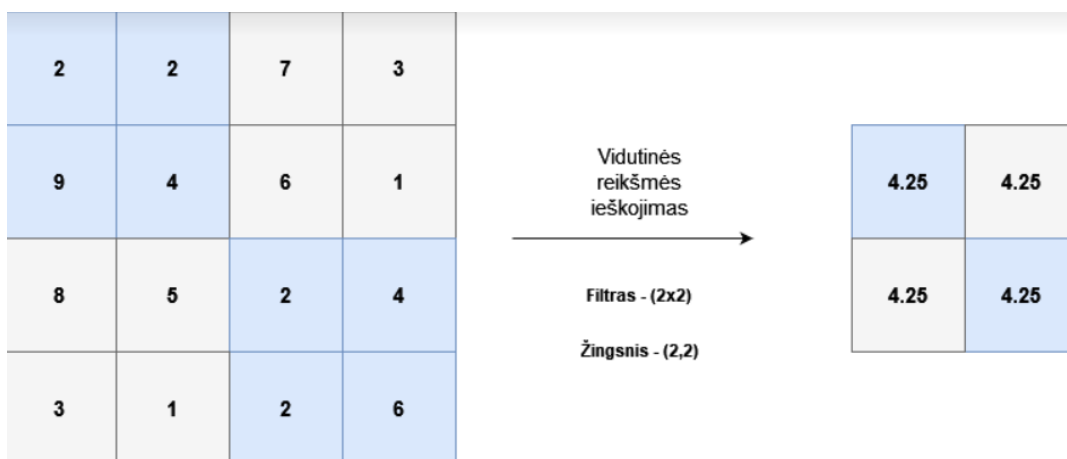 2 2 7 3
9 4 6 1
8 5 2 4
3 1 2 6
Vidutinės
reikšmės
ieškojimas
Filtras - (2x2)
Žingsnis - (2,2)
4.25 4.25
4.25 4.25